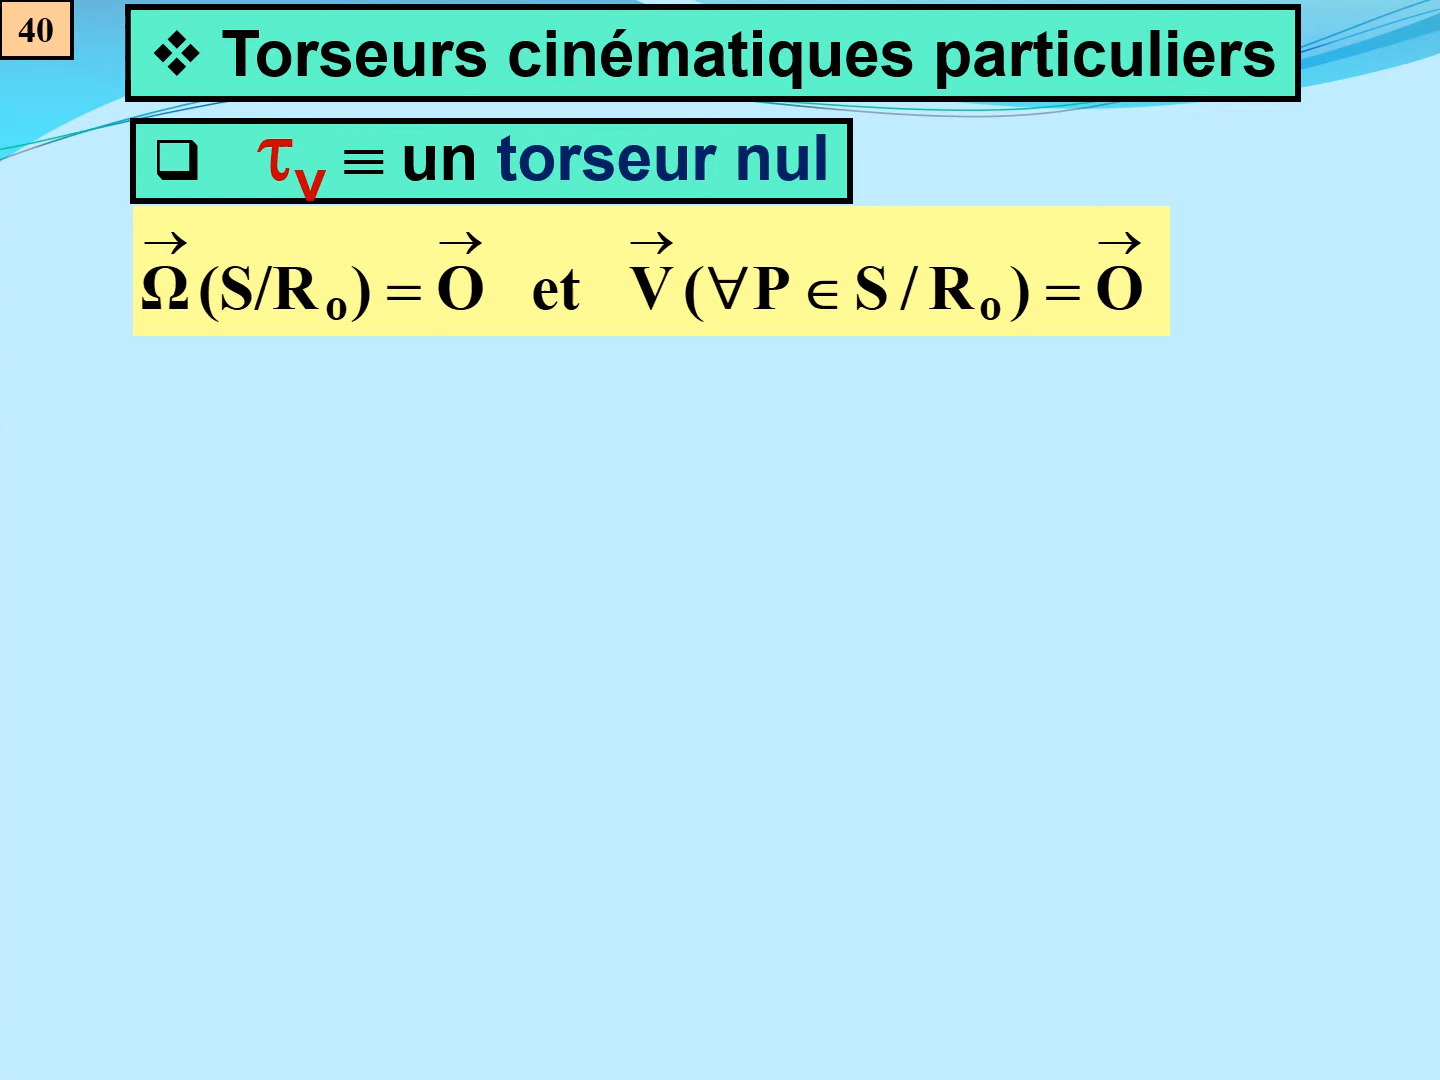 40
❖ Torseurs cinématiques particuliers
❑ τv ≡ un torseur nul
Ω⃗(S/Rₒ) = O⃗ et V⃗(∀P ∈ S / Rₒ) = O⃗